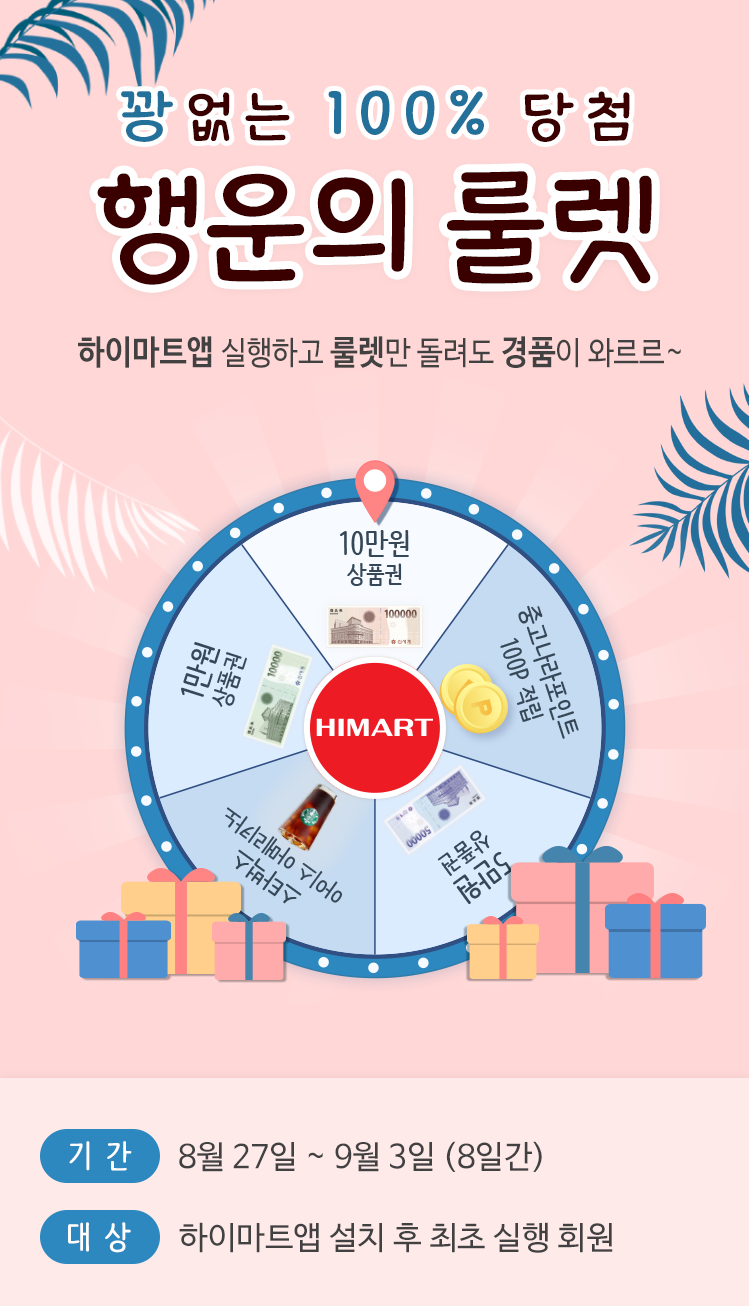 꽝없는 100% 당첨
행운의 룰렛
하이마트앱 실행하고 룰렛만 돌려도 경품이 와르르~
10만원
상품권
100000
중고나라포인트
100P 적립
P
1만원
상품권
10000
HIMART
50000
5만원
상품권
스타벅스
아이스 아메리카노
기 간
8월 27일 ~ 9월 3일 (8일간)
대 상
하이마트앱 설치 후 최초 실행 회원